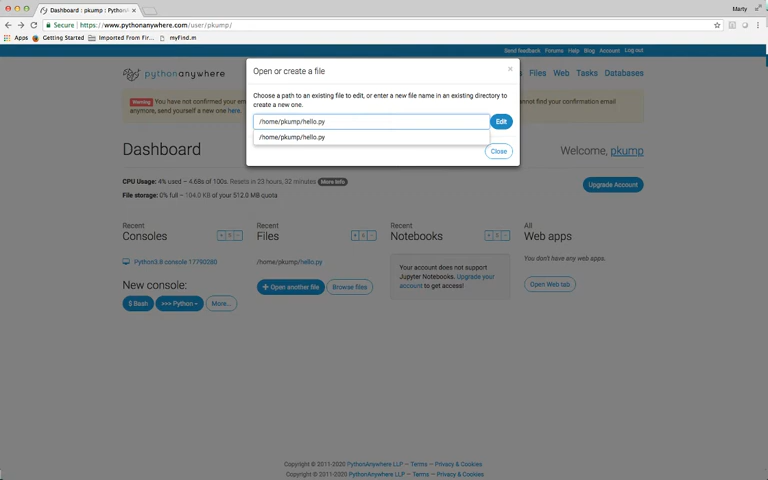 Dashboard : pkump : Python
Marty
Secure
https://www.pythonanywhere.com/user/pkump/
Apps
Getting Started
Imported From Fir...
myFind.m
Send feedback
Forums
Help
Blog
Account
Log out
pythonanywhere
Files
Web
Tasks
Databases
Open or create a file
×
Choose a path to an existing file to edit, or enter a new file name in an existing directory to
create a new one.
/home/pkump/hello.py
Edit
/home/pkump/hello.py
Close
Warning
You have not confirmed your em
cannot find your confirmation email
anymore, send yourself a new one here.
Dashboard
Welcome, pkump
CPU Usage: 4% used – 4.68s of 100s. Resets in 23 hours, 32 minutes
More Info
File storage: 0% full – 104.0 KB of your 512.0 MB quota
Upgrade Account
Recent
Consoles
Python3.8 console 17790280
New console:
$ Bash
>>> Python
More...
Recent
Files
/home/pkump/hello.py
+ Open another file
Browse files
Recent
Notebooks
Your account does not support
Jupyter Notebooks. Upgrade your
account to get access!
All
Web apps
You don't have any web apps.
Open Web tab
Copyright © 2011-2020 PythonAnywhere LLP – Terms – Privacy & Cookies
Copyright © 2011-2020 PythonAnywhere LLP – Terms – Privacy & Cookies